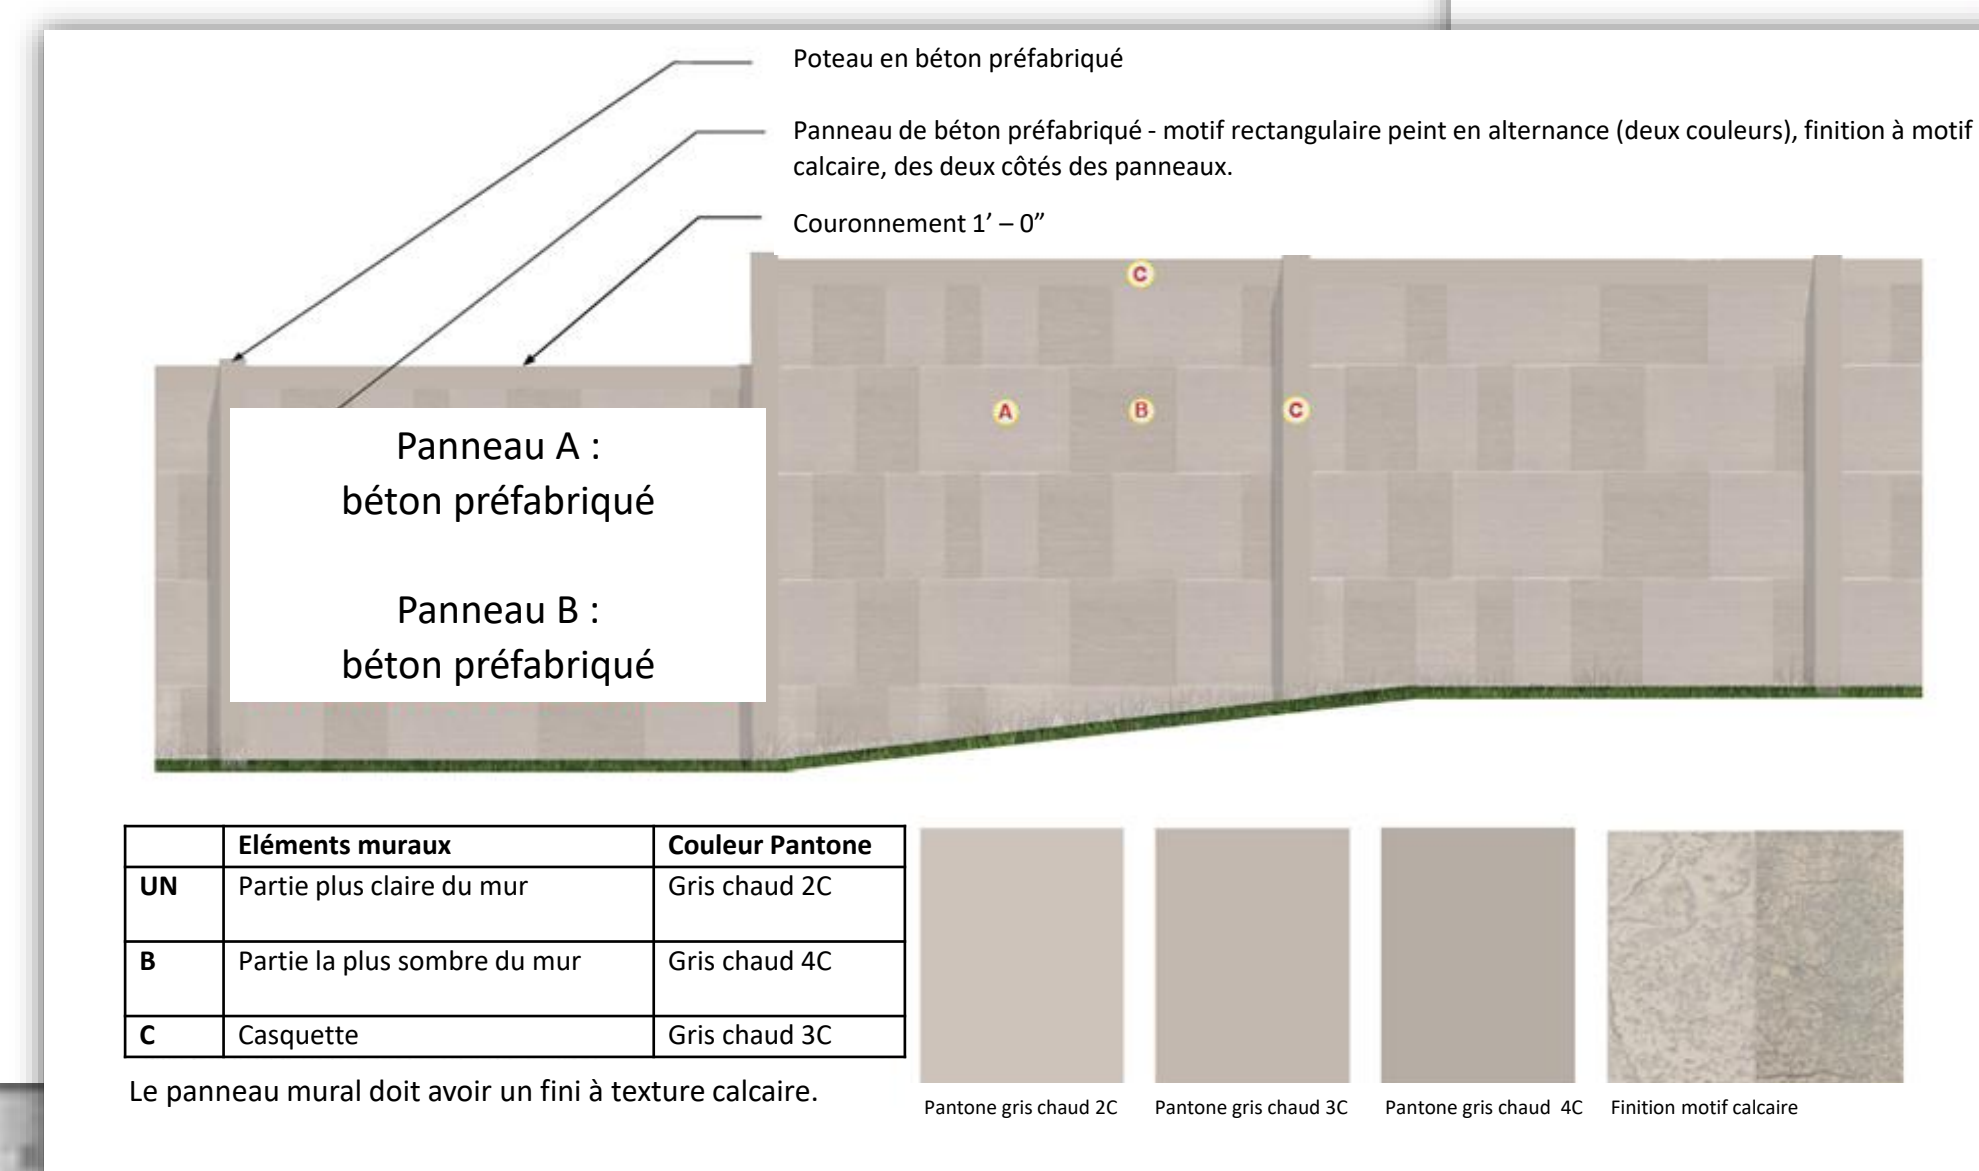 Poteau en béton préfabriqué
Panneau de béton préfabriqué - motif rectangulaire peint en alternance (deux couleurs), finition à motif
calcaire, des deux côtés des panneaux.
Couronnement 1’ – 0”
C
A
B
C
Panneau A :
béton préfabriqué
Panneau B :
béton préfabriqué
Eléments muraux Couleur Pantone
UN Partie plus claire du mur Gris chaud 2C
B Partie la plus sombre du mur Gris chaud 4C
C Casquette Gris chaud 3C
Le panneau mural doit avoir un fini à texture calcaire.
Pantone gris chaud 2C
Pantone gris chaud 3C
Pantone gris chaud 4C
Finition motif calcaire